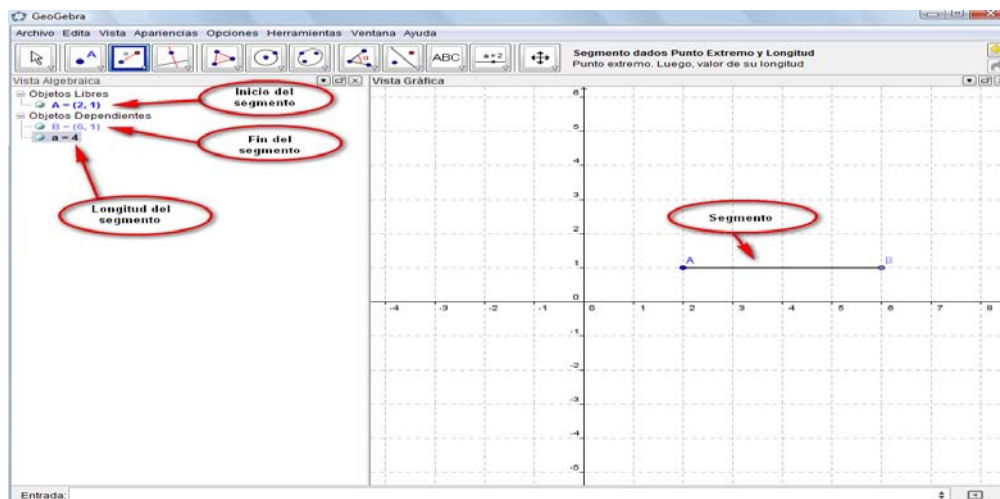 GeoGebra
Archivo Edita Vista Apariencias Opciones Herramientas Ventana Ayuda
A
ABC
a=2
Segmento dados Punto Extremo y Longitud
Punto extremo. Luego, valor de su longitud
Vista Algebraica
Vista Gráfica
Objetos Libres
A = (2, 1)
Objetos Dependientes
B = (6, 1)
a = 4
Inicio del
segmento
Fin del
segmento
Longitud del
segmento
Segmento
A
B
6
5
4
3
2
1
0
-1
-2
-3
-4
-5
-4
-3
-2
-1
0
1
2
3
4
5
6
7
8
Entrada: